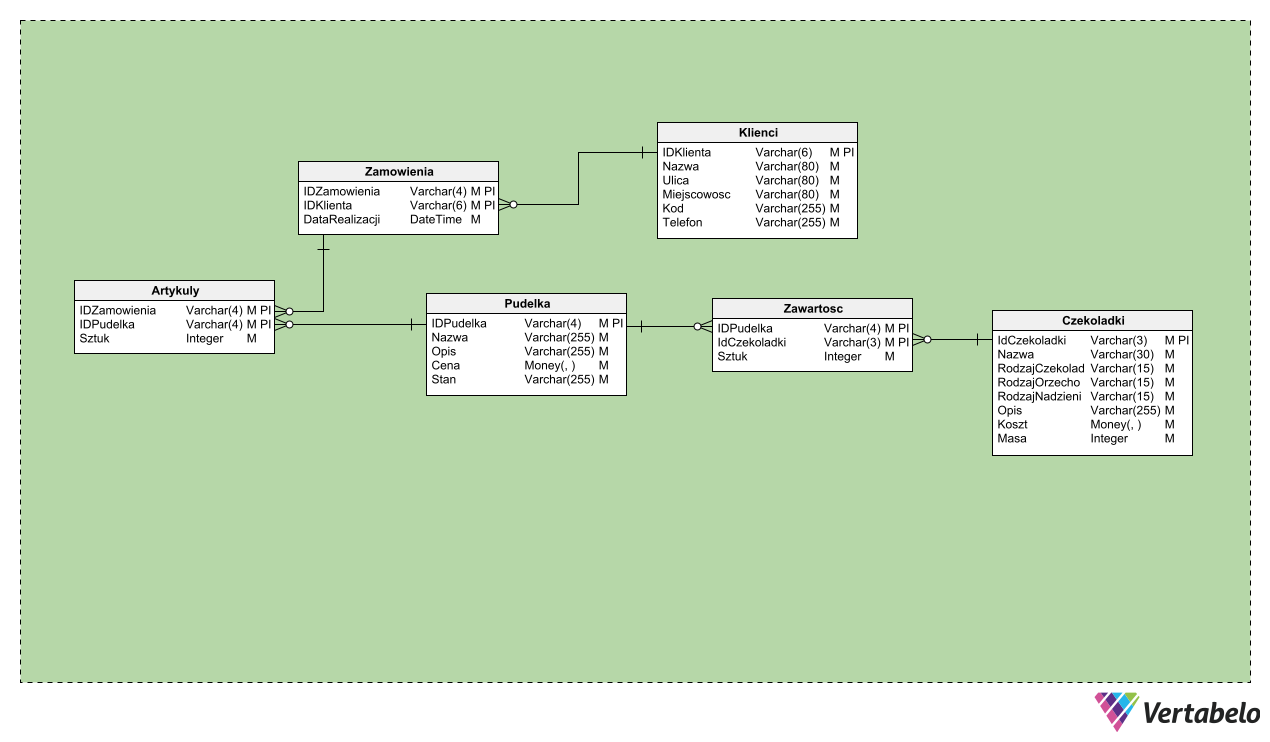 Klienci
IDKlienta Varchar(6) M PI
Nazwa Varchar(80) M
Ulica Varchar(80) M
Miejscowosc Varchar(80) M
Kod Varchar(255) M
Telefon Varchar(255) M
Zamowienia
IDZamowienia Varchar(4) M PI
IDKlienta Varchar(6) M PI
DataRealizacji DateTime M
Artykuly
IDZamowienia Varchar(4) M PI
IDPudelka Varchar(4) M PI
Sztuk Integer M
Pudelka
IDPudelka Varchar(4) M PI
Nazwa Varchar(255) M
Opis Varchar(255) M
Cena Money(, ) M
Stan Varchar(255) M
Zawartosc
IDPudelka Varchar(4) M PI
IdCzekoladki Varchar(3) M PI
Sztuk Integer M
Czekoladki
IdCzekoladki Varchar(3) M PI
Nazwa Varchar(30) M
RodzajCzekolad Varchar(15) M
RodzajOrzecho Varchar(15) M
RodzajNadzieni Varchar(15) M
Opis Varchar(255) M
Koszt Money(, ) M
Masa Integer M
Vertabelo